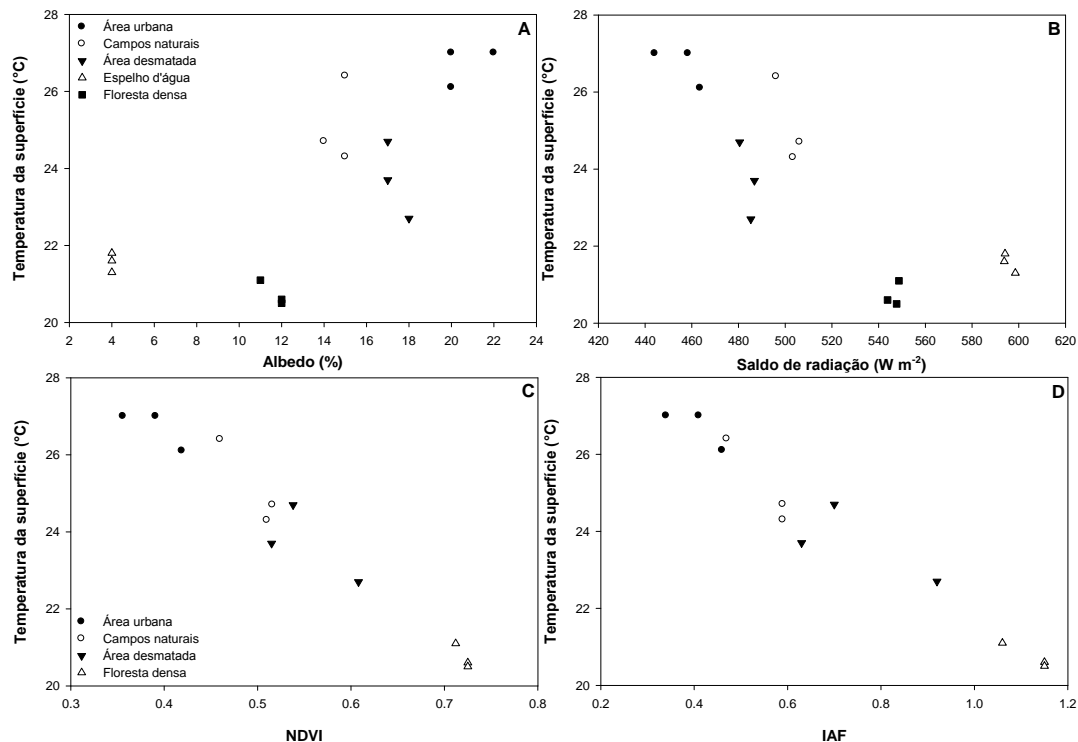 A
Área urbana
Campos naturais
Área desmatada
Espelho d'água
Floresta densa
Temperatura da superfície (°C)
28
26
24
22
20
2 4 6 8 10 12 14 16 18 20 22 24
Albedo (%)
B
Temperatura da superfície (°C)
28
26
24
22
20
420 440 460 480 500 520 540 560 580 600 620
Saldo de radiação (W m-2)
C
Temperatura da superfície (°C)
28
26
24
22
20
Área urbana
Campos naturais
Área desmatada
Floresta densa
0.3 0.4 0.5 0.6 0.7 0.8
NDVI
D
Temperatura da superfície (°C)
28
26
24
22
20
0.2 0.4 0.6 0.8 1.0 1.2
IAF